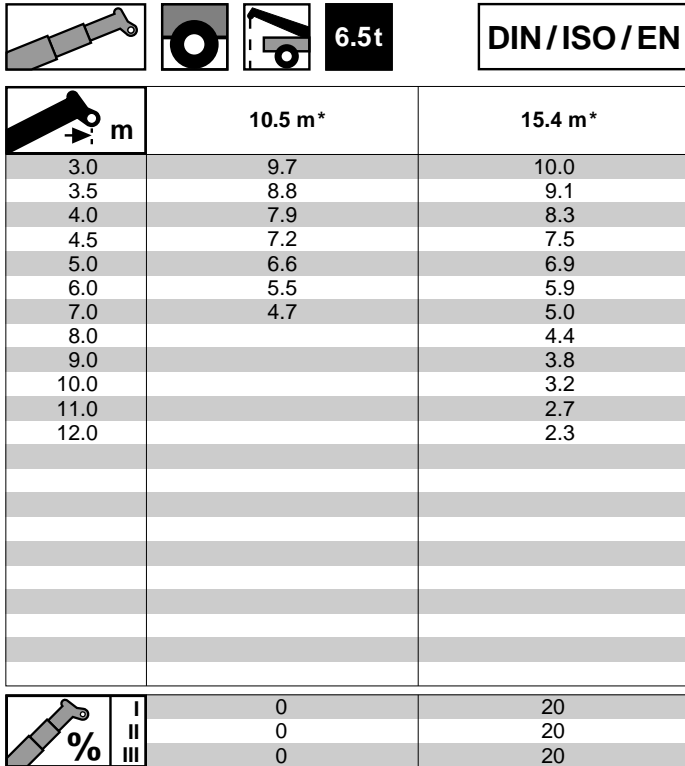 6.5t DIN/ISO/EN
m 10.5 m* 15.4 m*
3.0 9.7 10.0
3.5 8.8 9.1
4.0 7.9 8.3
4.5 7.2 7.5
5.0 6.6 6.9
6.0 5.5 5.9
7.0 4.7 5.0
8.0 4.4
9.0 3.8
10.0 3.2
11.0 2.7
12.0 2.3
I 0 20
% II 0 20
III 0 20